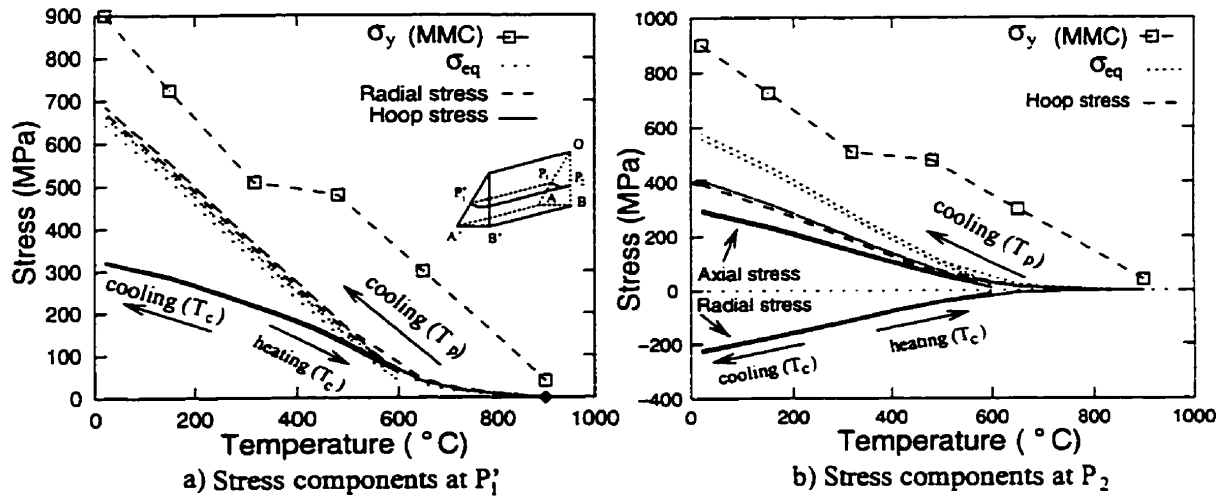 900
800
700
600
500
400
300
200
100
0
Stress (MPa)
σy (MMC)
σeq
Radial stress
Hoop stress
O
P1
P1'
P
A
B
A'
B'
cooling (Tc)
heating (Tc)
cooling (Tp)
0 200 400 600 800 1000
Temperature ( °C)
a) Stress components at P1'
1000
800
600
400
200
0
−200
−400
Stress (MPa)
σy (MMC)
σeq
Hoop stress
cooling (Tp)
Axial stress
Radial stress
heating (Tc)
cooling (Tc)
0 200 400 600 800 1000
Temperature ( °C)
b) Stress components at P2